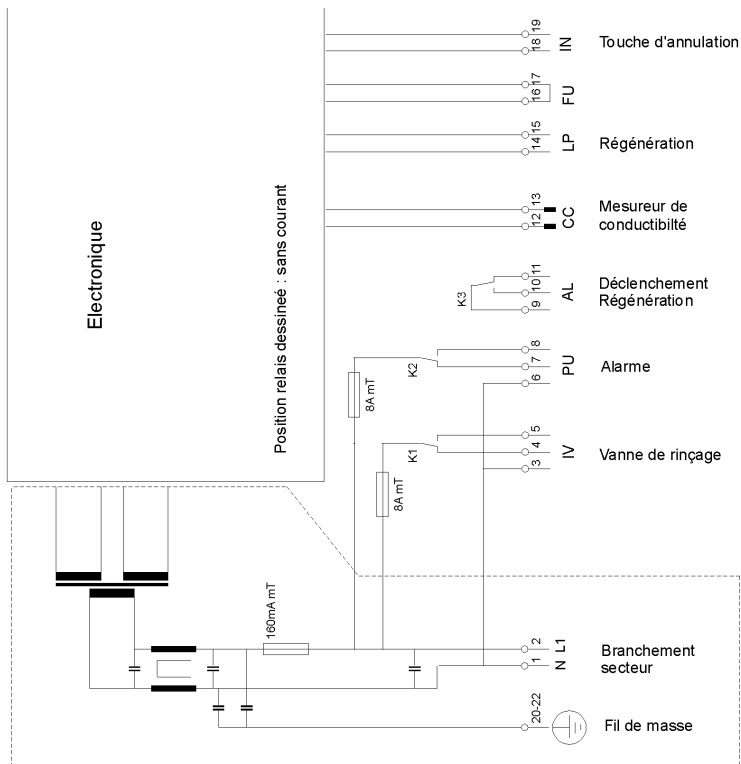 19
18
IN
Touche d'annulation
17
16
FU
15
14
LP
Régénération
13
12
CC
Mesureur de
conductibilté
Electronique
Position relais dessineé : sans courant
11
10
9
K3
AL
Déclenchement
Régénération
8
7
6
K2
PU
Alarme
8A mT
5
4
3
K1
IV
Vanne de rinçage
8A mT
160mA mT
2
L1
1
N
Branchement
secteur
20-22
Fil de masse